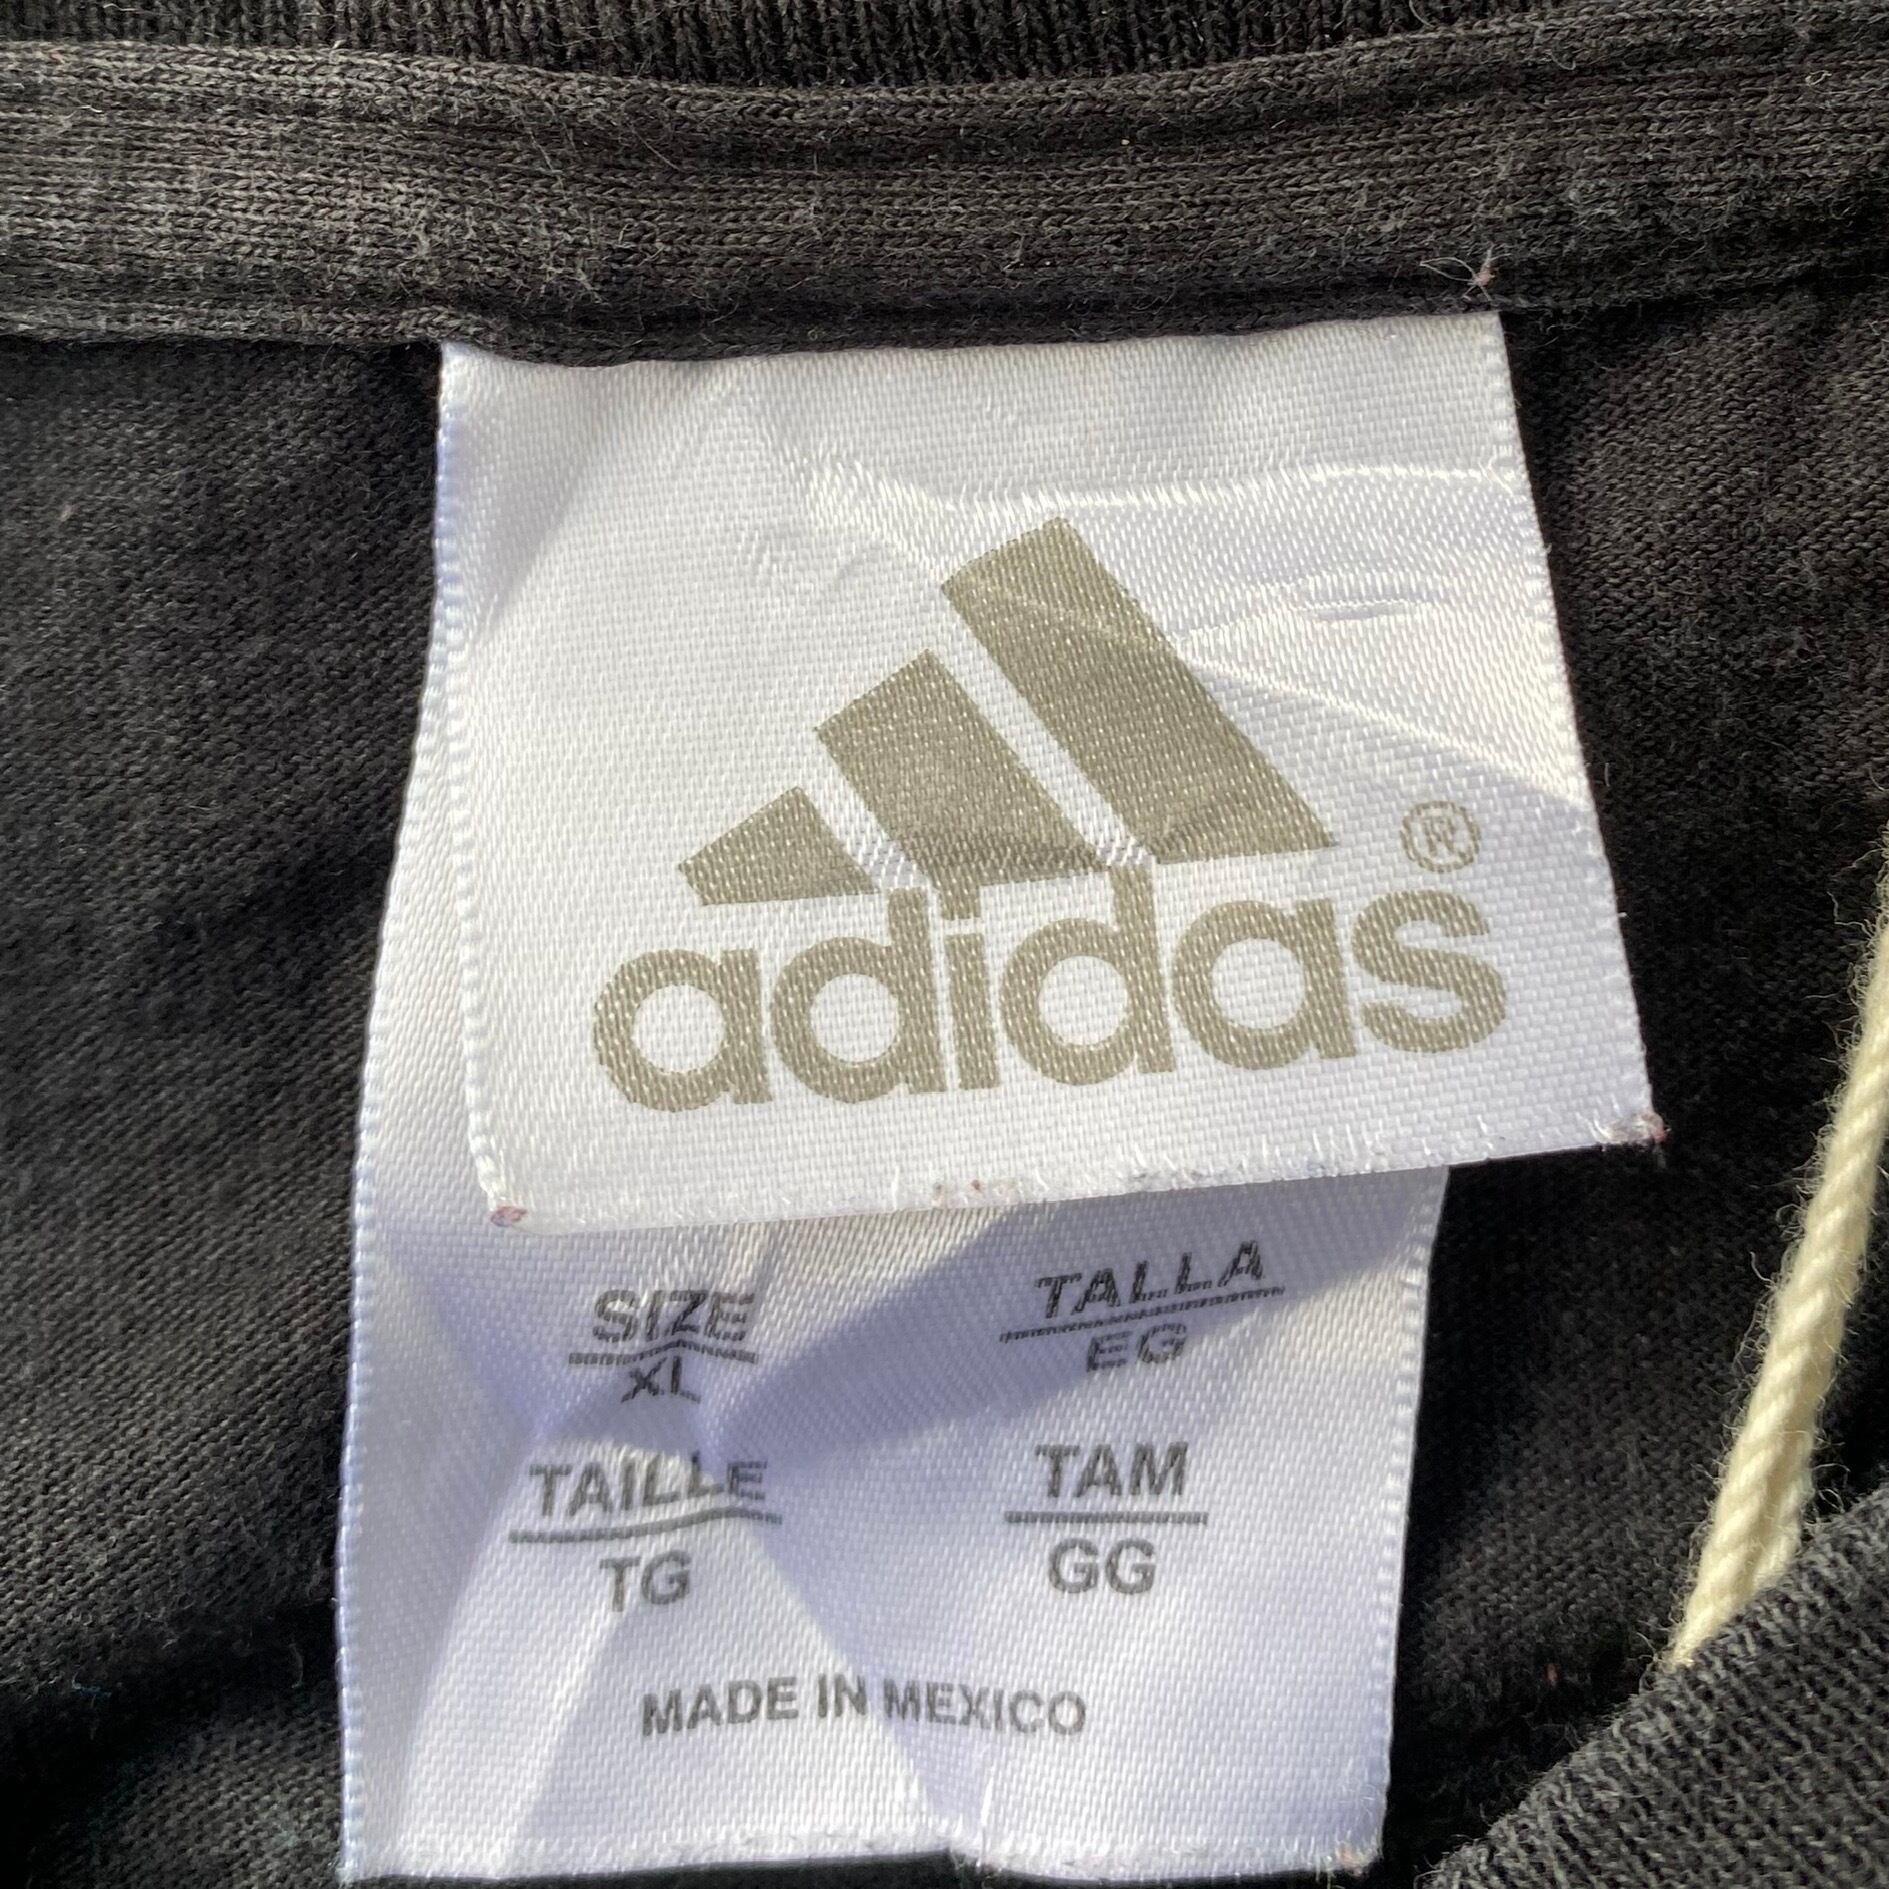 adidas®
SIZE TALLA
XL EG
TAILLE TAM
TG GG
MADE IN MEXICO